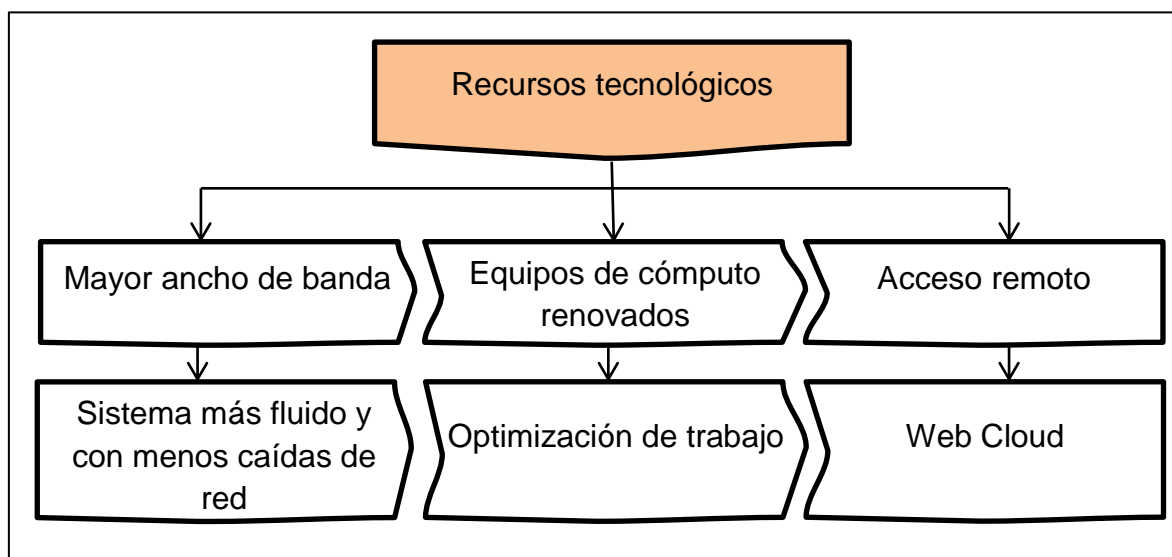 Recursos tecnológicos
Mayor ancho de banda
Equipos de cómputo
renovados
Acceso remoto
Sistema más fluido y
con menos caídas de
red
Optimización de trabajo
Web Cloud